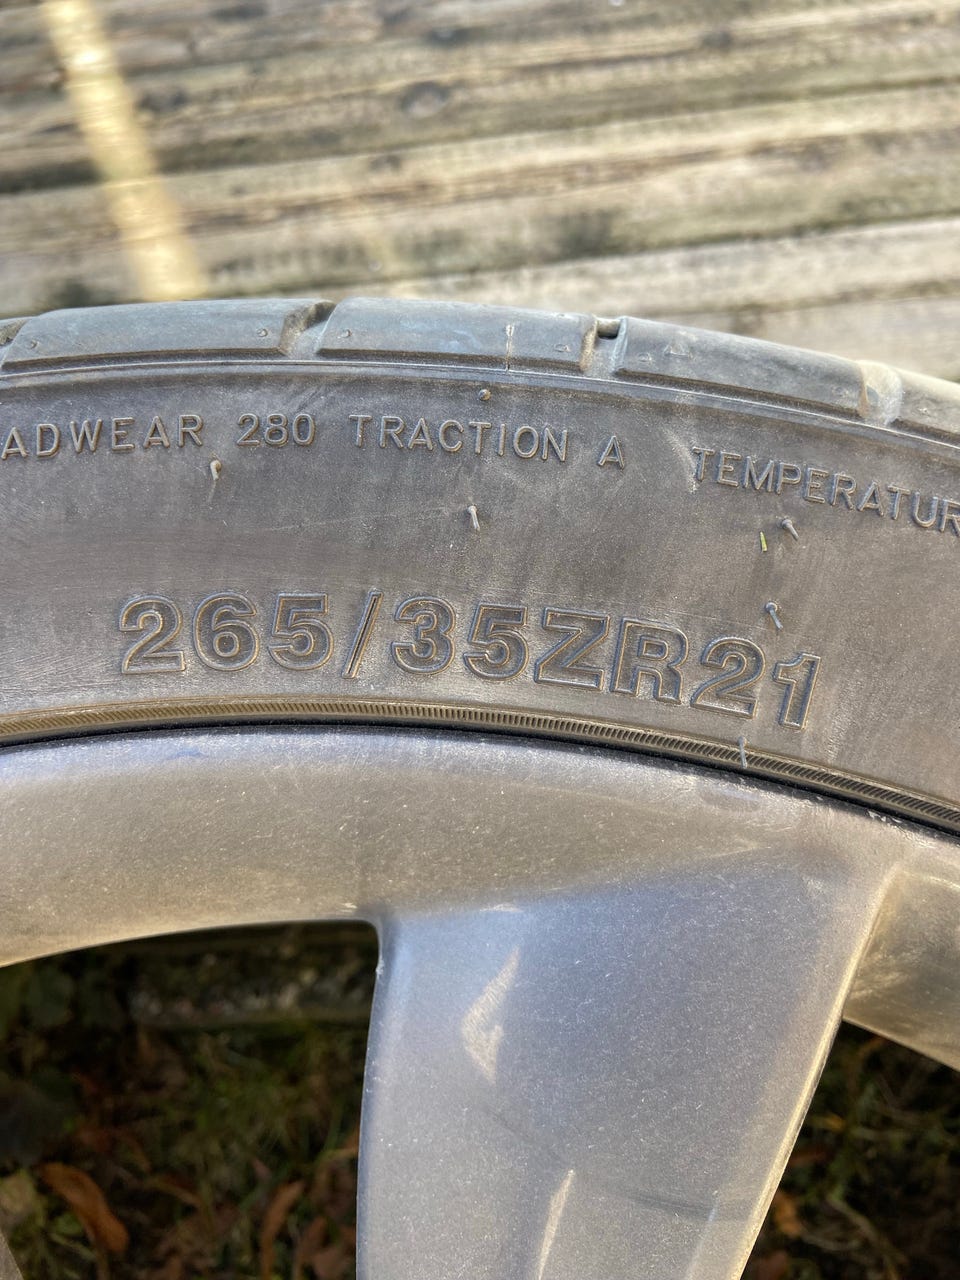 ADWEAR 280 TRACTION A TEMPERATUR
265/35ZR21